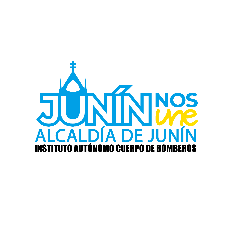 JUNÍN NOS
une
ALCALDÍA DE JUNÍN
INSTITUTO AUTÓNOMO CUERPO DE BOMBEROS